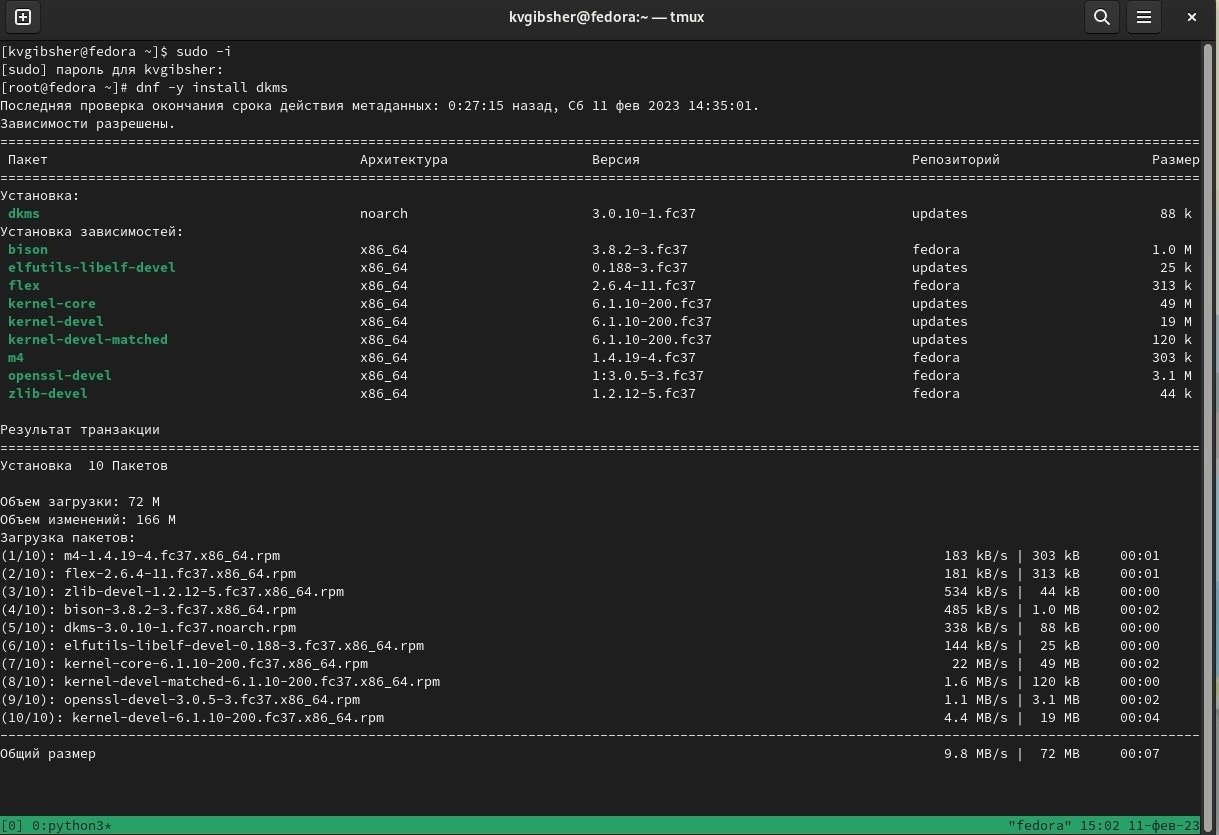 kvgibsher@fedora:~ — tmux
[kvgibsher@fedora ~]$ sudo -i
[sudo] пароль для kvgibsher:
[root@fedora ~]# dnf -y install dkms
Последняя проверка окончания срока действия метаданных: 0:27:15 назад, Сб 11 фев 2023 14:35:01.
Зависимости разрешены.
Пакет Архитектура Версия Репозиторий Размер
Установка:
dkms noarch 3.0.10-1.fc37 updates 88 k
Установка зависимостей:
bison x86_64 3.8.2-3.fc37 fedora 1.0 M
elfutils-libelf-devel x86_64 0.188-3.fc37 updates 25 k
flex x86_64 2.6.4-11.fc37 fedora 313 k
kernel-core x86_64 6.1.10-200.fc37 updates 49 M
kernel-devel x86_64 6.1.10-200.fc37 updates 19 M
kernel-devel-matched x86_64 6.1.10-200.fc37 updates 120 k
m4 x86_64 1.4.19-4.fc37 fedora 303 k
openssl-devel x86_64 1:3.0.5-3.fc37 fedora 3.1 M
zlib-devel x86_64 1.2.12-5.fc37 fedora 44 k
Результат транзакции
Установка 10 Пакетов
Объем загрузки: 72 M
Объем изменений: 166 M
Загрузка пакетов:
(1/10): m4-1.4.19-4.fc37.x86_64.rpm 183 kB/s | 303 kB 00:01
(2/10): flex-2.6.4-11.fc37.x86_64.rpm 181 kB/s | 313 kB 00:01
(3/10): zlib-devel-1.2.12-5.fc37.x86_64.rpm 534 kB/s | 44 kB 00:00
(4/10): bison-3.8.2-3.fc37.x86_64.rpm 485 kB/s | 1.0 MB 00:02
(5/10): dkms-3.0.10-1.fc37.noarch.rpm 338 kB/s | 88 kB 00:00
(6/10): elfutils-libelf-devel-0.188-3.fc37.x86_64.rpm 144 kB/s | 25 kB 00:00
(7/10): kernel-core-6.1.10-200.fc37.x86_64.rpm 22 MB/s | 49 MB 00:02
(8/10): kernel-devel-matched-6.1.10-200.fc37.x86_64.rpm 1.6 MB/s | 120 kB 00:00
(9/10): openssl-devel-3.0.5-3.fc37.x86_64.rpm 1.1 MB/s | 3.1 MB 00:02
(10/10): kernel-devel-6.1.10-200.fc37.x86_64.rpm 4.4 MB/s | 19 MB 00:04
Общий размер 9.8 MB/s | 72 MB 00:07
[0] 0:python3* "fedora" 15:02 11-фев-23